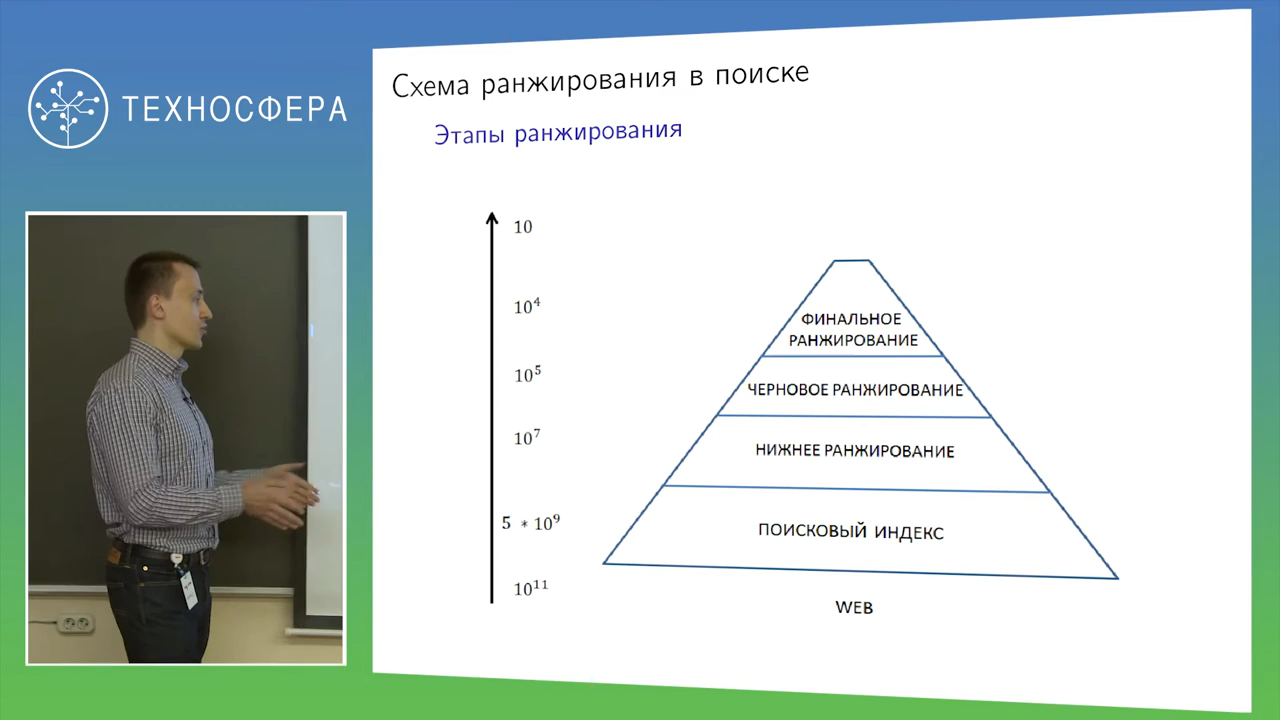 ТЕХНОСФЕРА
Схема ранжирования в поиске
Этапы ранжирования
10
10⁴
10⁵
10⁷
5 * 10⁹
10¹¹
ФИНАЛЬНОЕ
РАНЖИРОВАНИЕ
ЧЕРНОВОЕ РАНЖИРОВАНИЕ
НИЖНЕЕ РАНЖИРОВАНИЕ
ПОИСКОВЫЙ ИНДЕКС
WEB